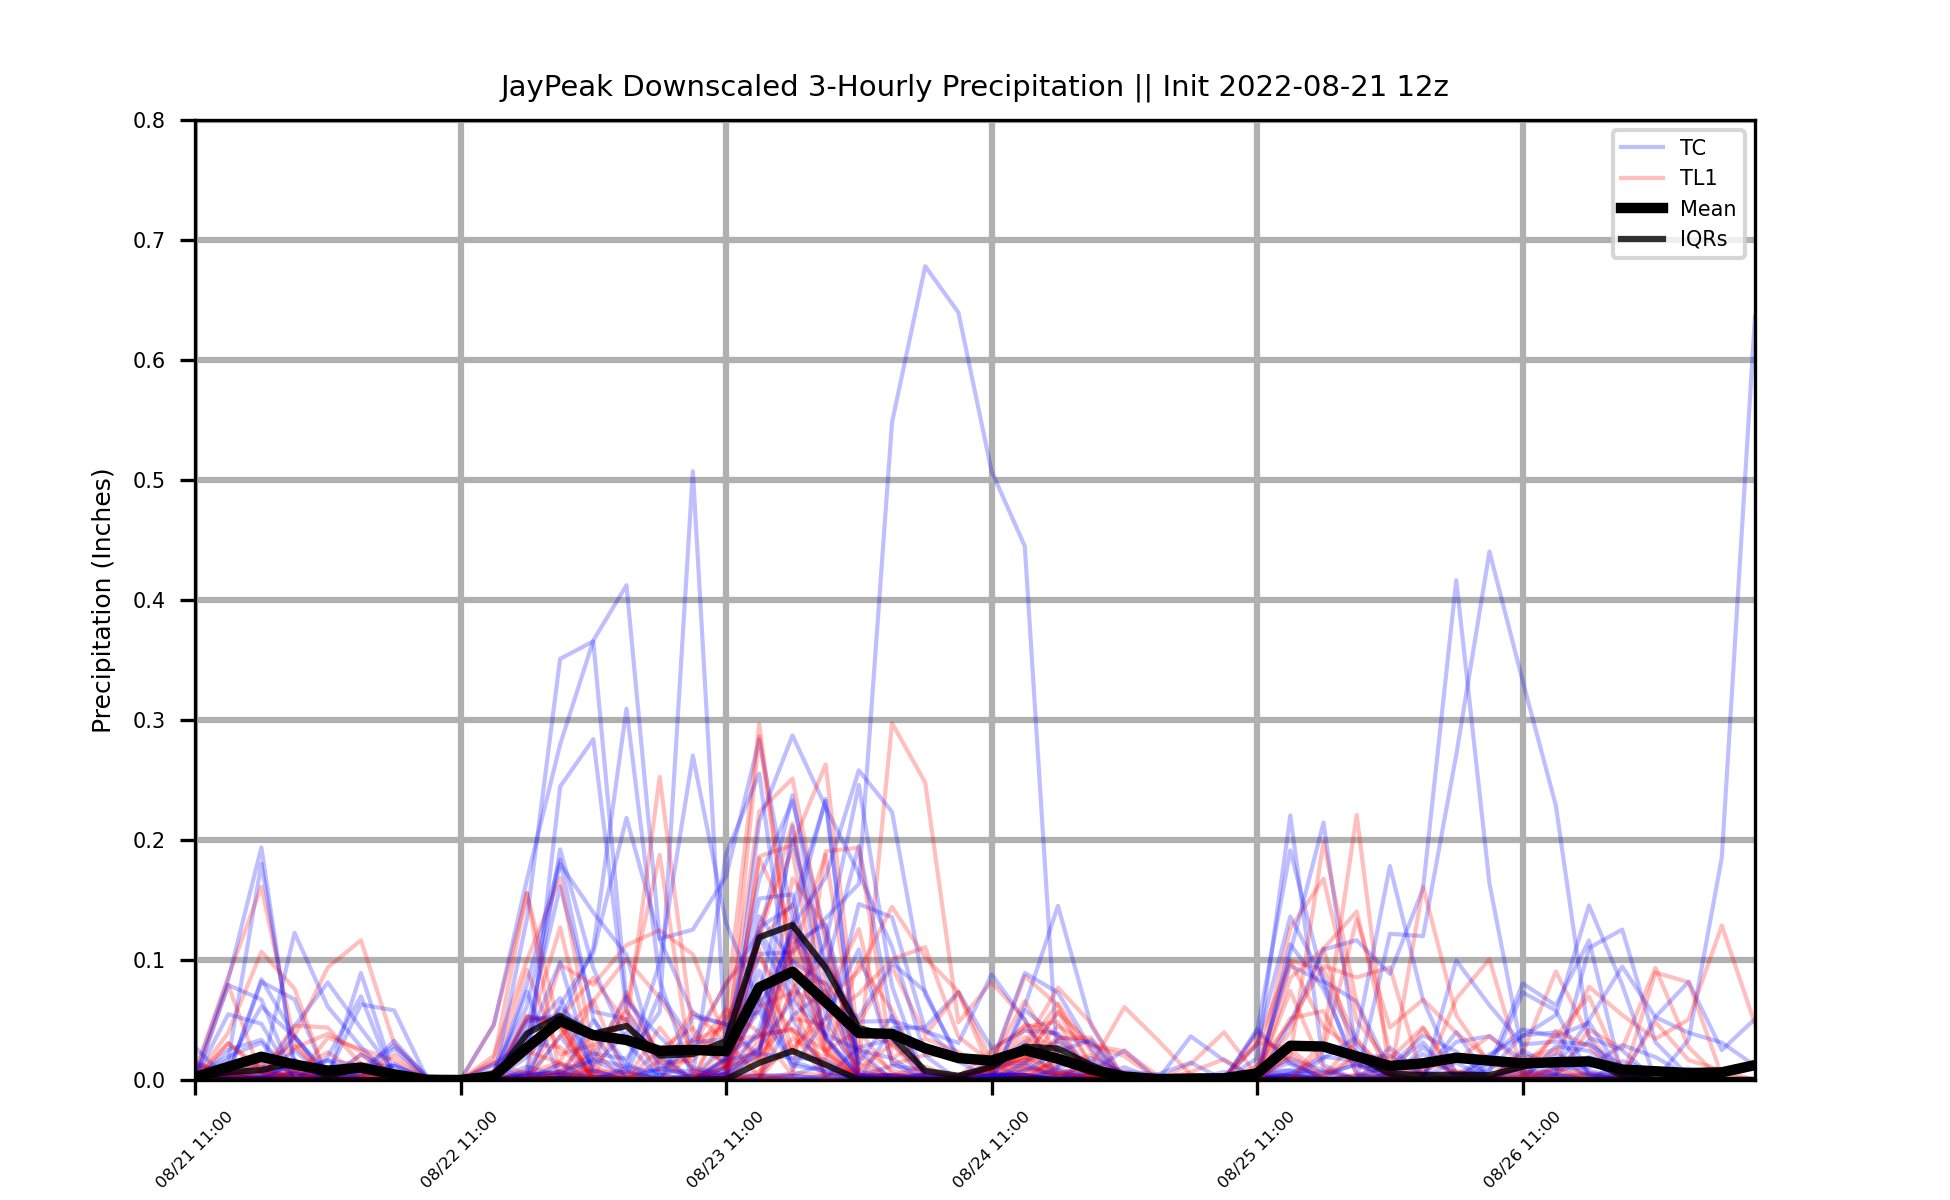 JayPeak Downscaled 3-Hourly Precipitation || Init 2022-08-21 12z
Precipitation (Inches)
0.8
0.7
0.6
0.5
0.4
0.3
0.2
0.1
0.0
TC
TL1
Mean
IQRs
08/21 11:00
08/22 11:00
08/23 11:00
08/24 11:00
08/25 11:00
08/26 11:00